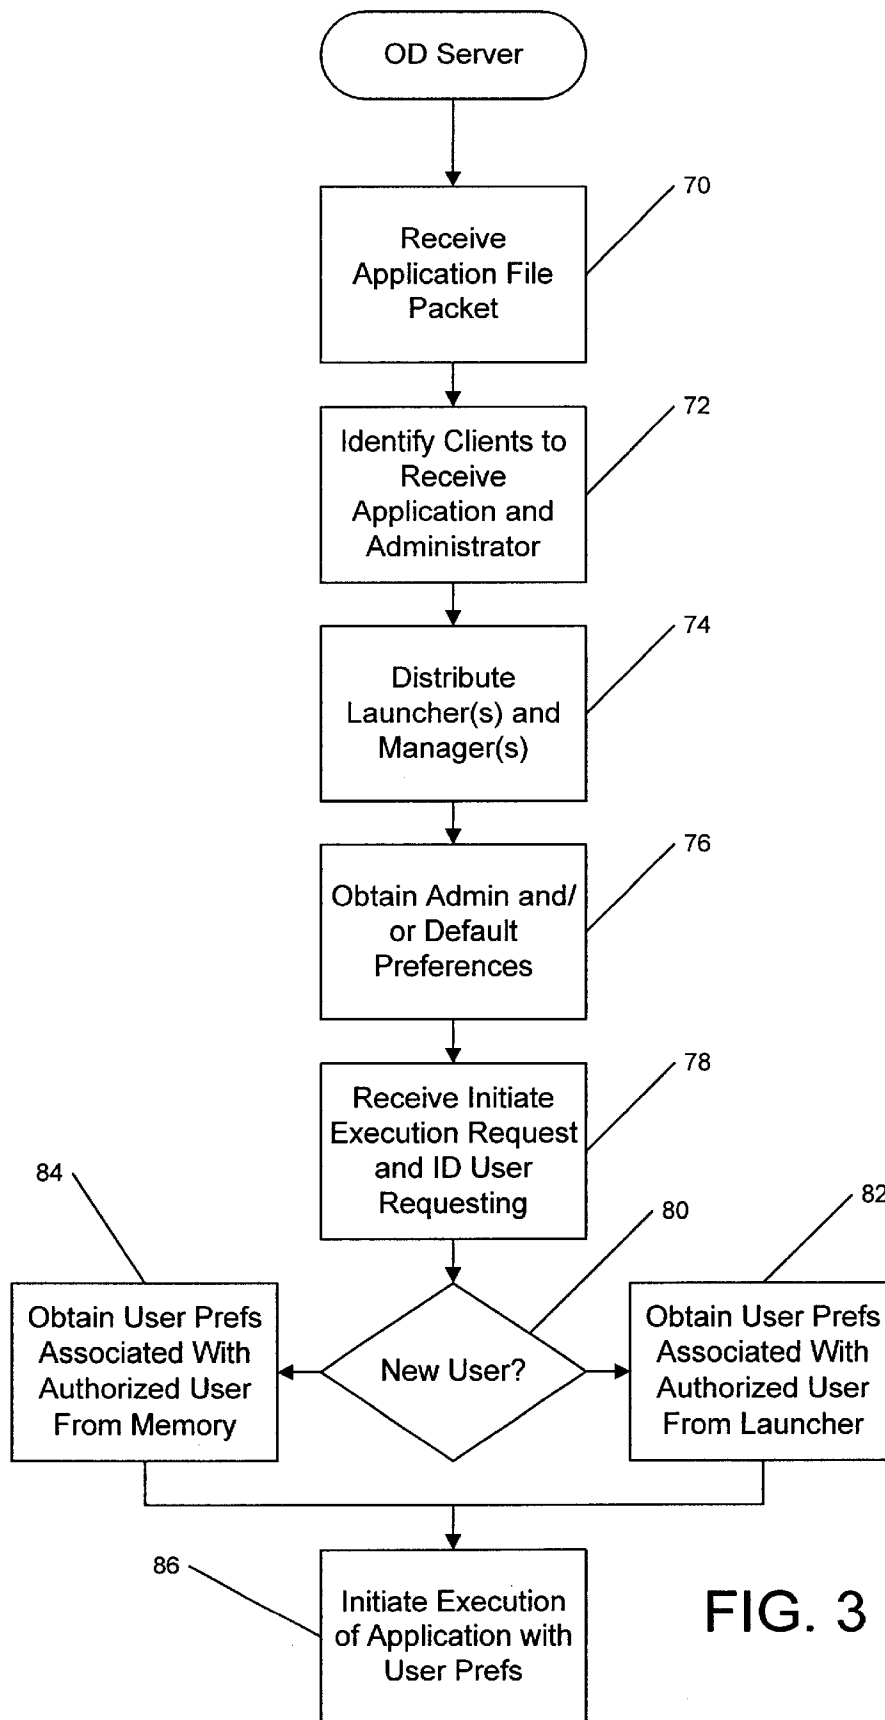 OD Server
70
Receive
Application File
Packet
72
Identify Clients to
Receive
Application and
Administrator
74
Distribute
Launcher(s) and
Manager(s)
76
Obtain Admin and/
or Default
Preferences
78
Receive Initiate
Execution Request
and ID User
Requesting
84
80
82
Obtain User Prefs
Associated With
Authorized User
From Memory
New User?
Obtain User Prefs
Associated With
Authorized User
From Launcher
86
Initiate Execution
of Application with
User Prefs
FIG. 3